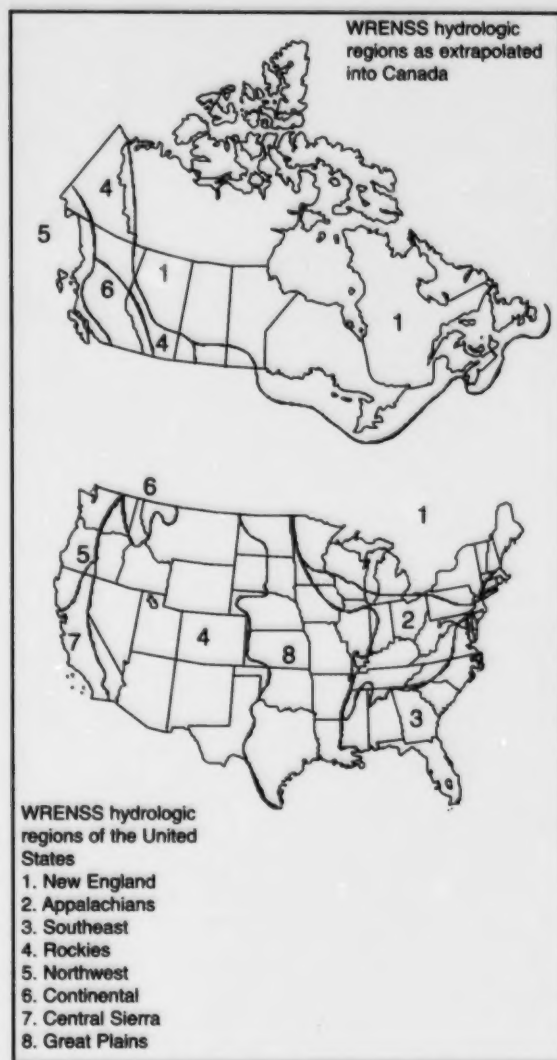 WRENSS hydrologic
regions as extrapolated
into Canada
4
5
1
6
1
4
6
1
5
2
4
7
8
3
WRENSS hydrologic
regions of the United
States
1. New England
2. Appalachians
3. Southeast
4. Rockies
5. Northwest
6. Continental
7. Central Sierra
8. Great Plains